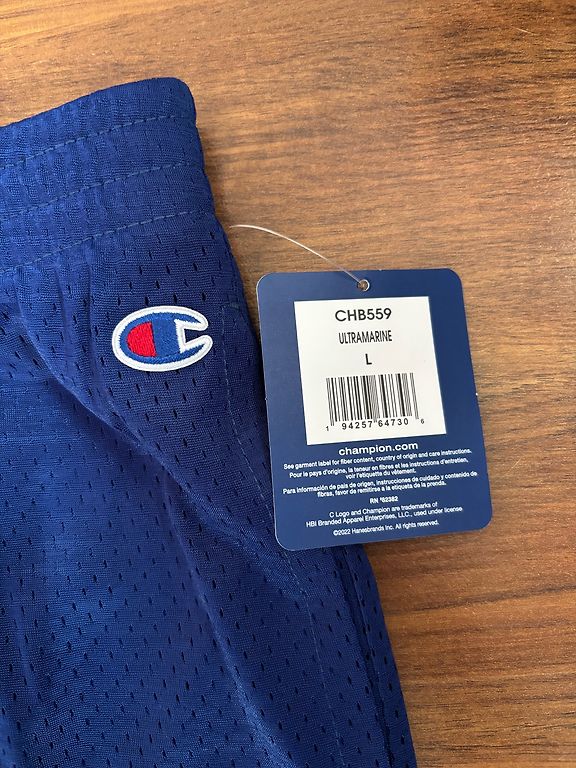 CHB559
ULTRAMARINE
L
1 94257 64730 6
champion.com
See garment label for fiber content, country of origin and care instructions.
Pour le pays d'origine, la teneur en fibres et les instructions d'entretien,
voir l'etiquette du vêtement.
Para información de país de origen, instrucciones de cuidado y contenido de
fibras, favor de remitirse a la etiqueta de la prenda.
RN #82382
C Logo and Champion are trademarks of
HBI Branded Apparel Enterprises, LLC., used under license
©2022 Hanesbrands Inc. All rights reserved.